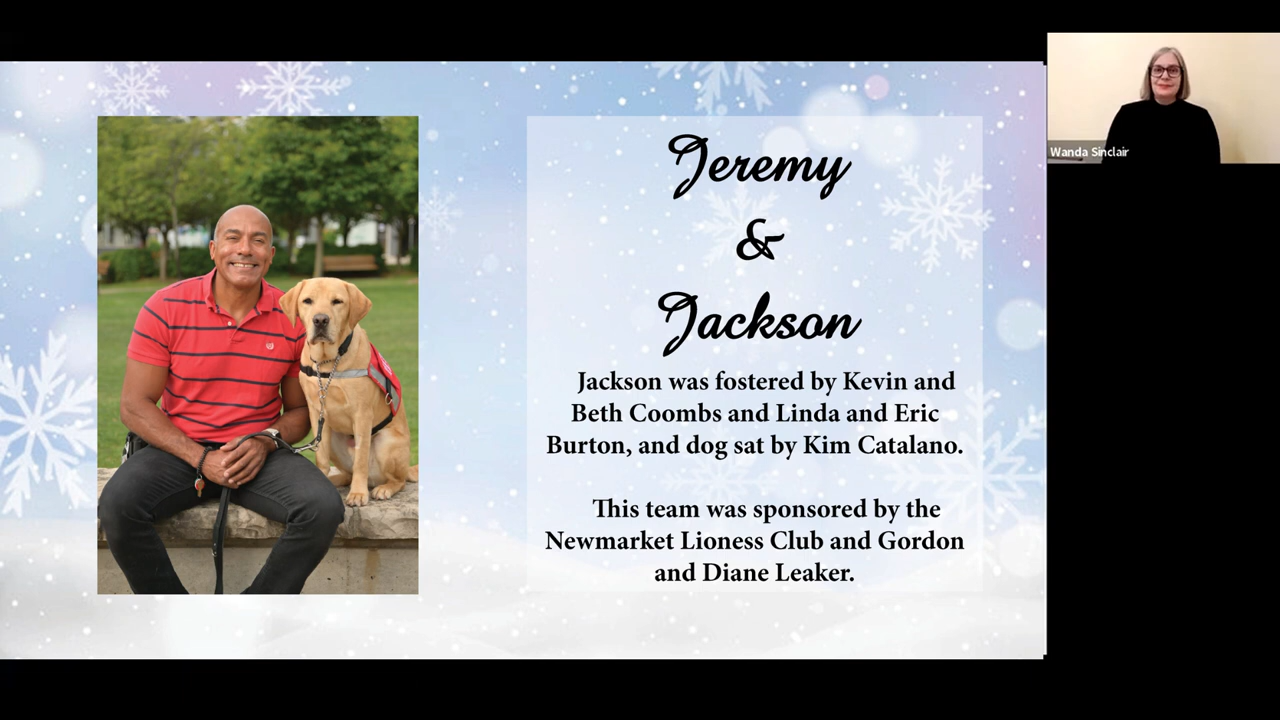 Jeremy
&
Jackson
Jackson was fostered by Kevin and
Beth Coombs and Linda and Eric
Burton, and dog sat by Kim Catalano.
This team was sponsored by the
Newmarket Lioness Club and Gordon
and Diane Leaker.
Wanda Sinclair